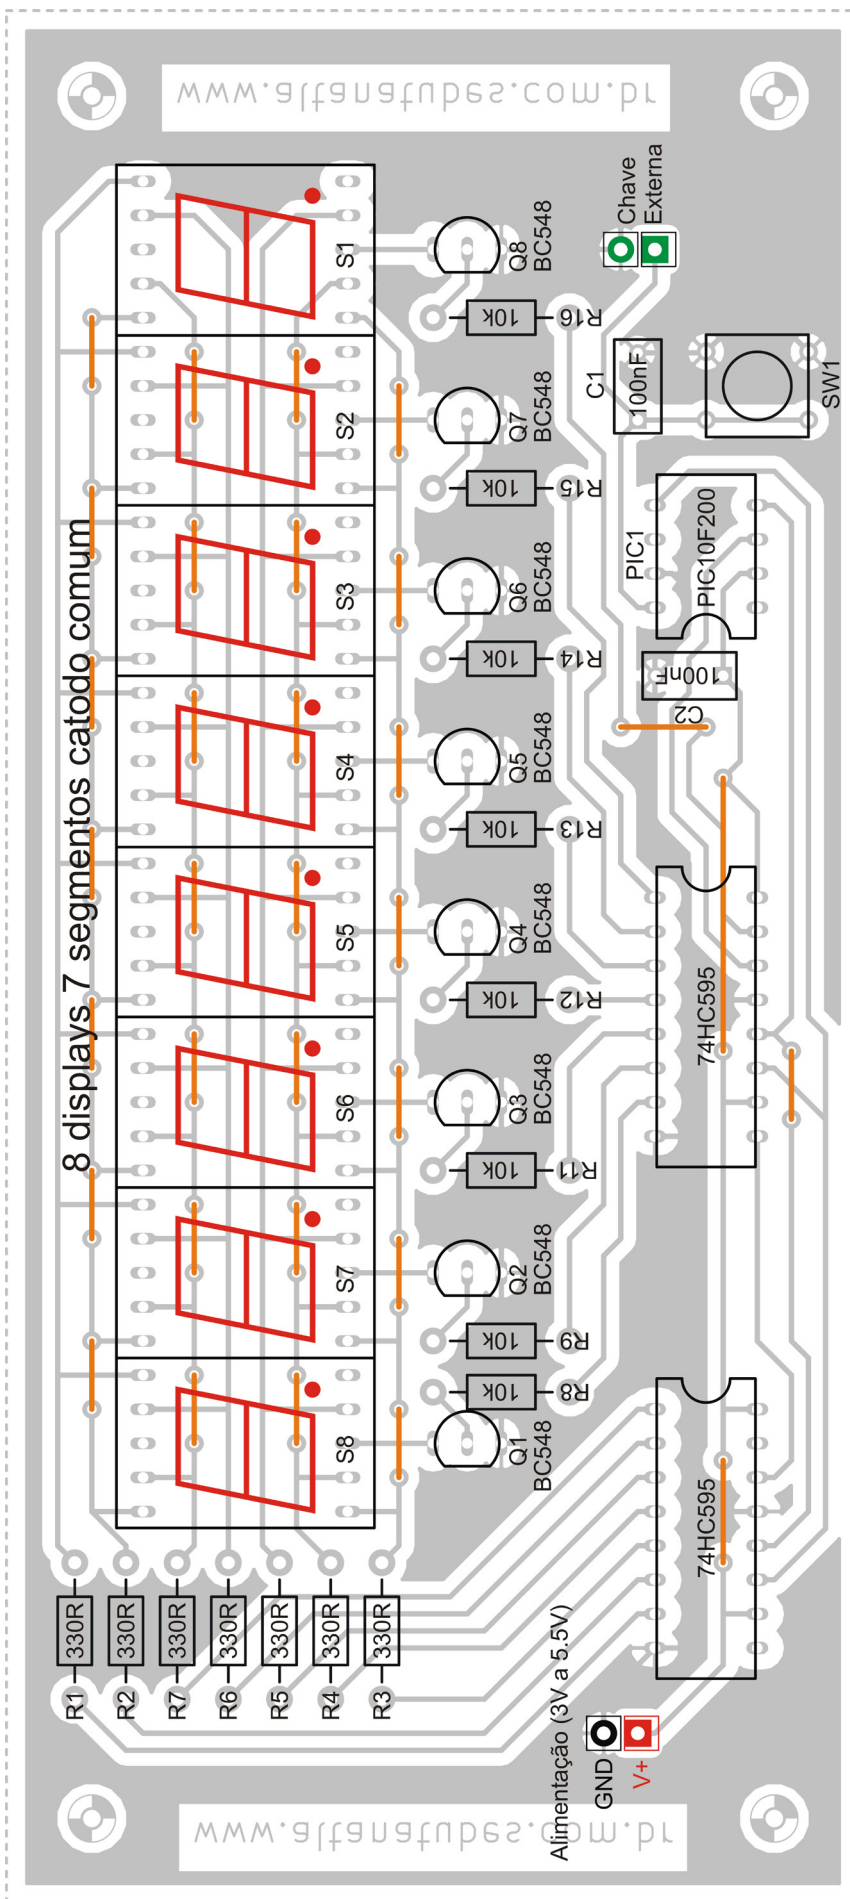 www.altanatubes.com.br
8 displays 7 segmentos catodo comum
S1
S2
S3
S4
S5
S6
S7
S8
Q8
BC548
10k
R16
Q7
BC548
10k
R15
Q6
BC548
10k
R14
Q5
BC548
10k
R13
Q4
BC548
10k
R12
Q3
BC548
10k
R11
Q2
BC548
10k
R9
10k
R8
Q1
BC548
Chave
Externa
C1
100nF
SW1
PIC1
PIC10F200
100nF
C2
74HC595
74HC595
330R
R1
330R
R2
330R
R7
330R
R6
330R
R5
330R
R4
330R
R3
Alimentação (3V a 5.5V)
GND
V+
www.altanatubes.com.br